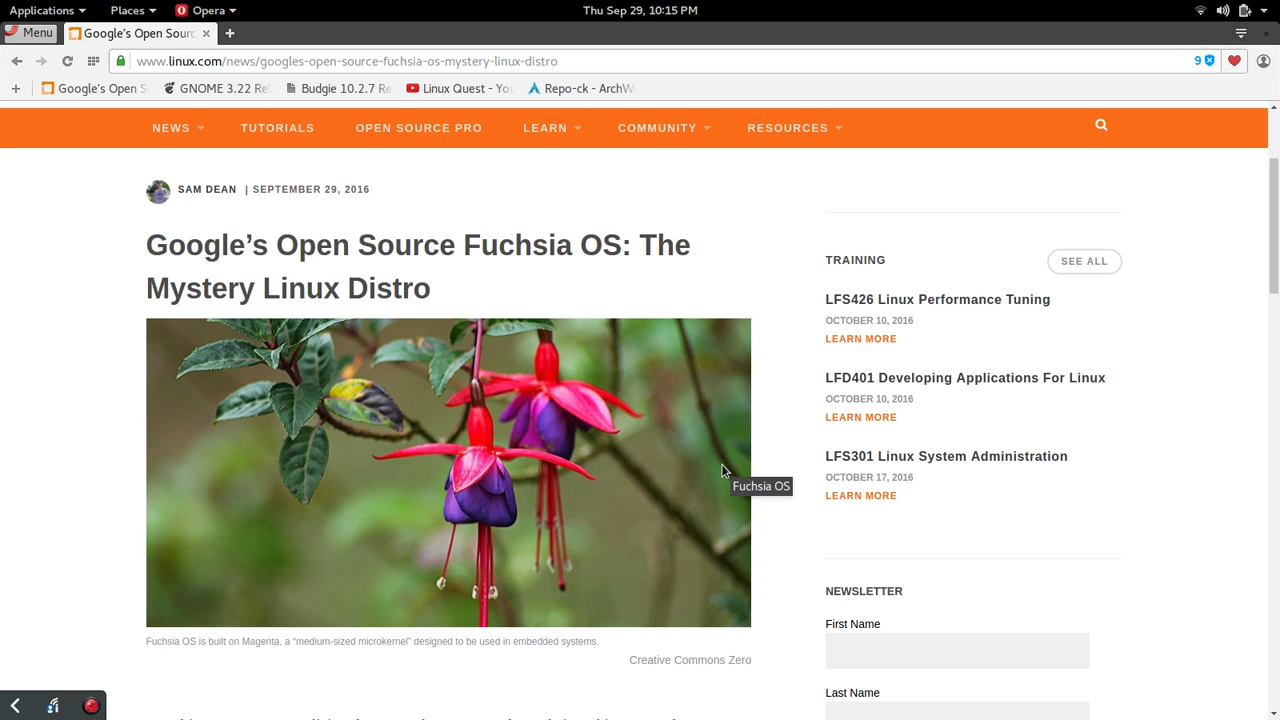 Applications Places Opera Thu Sep 29, 10:15 PM
Menu Google's Open Sourc
www.linux.com/news/googles-open-source-fuchsia-os-mystery-linux-distro 9
Google's Open S GNOME 3.22 Rel Budgie 10.2.7 Re Linux Quest - You Repo-ck - ArchW
NEWS TUTORIALS OPEN SOURCE PRO LEARN COMMUNITY RESOURCES
SAM DEAN | SEPTEMBER 29, 2016
Google’s Open Source Fuchsia OS: The
Mystery Linux Distro
Fuchsia OS
Fuchsia OS is built on Magenta, a “medium-sized microkernel” designed to be used in embedded systems.
Creative Commons Zero
TRAINING SEE ALL
LFS426 Linux Performance Tuning
OCTOBER 10, 2016
LEARN MORE
LFD401 Developing Applications For Linux
OCTOBER 10, 2016
LEARN MORE
LFS301 Linux System Administration
OCTOBER 17, 2016
LEARN MORE
NEWSLETTER
First Name
Last Name